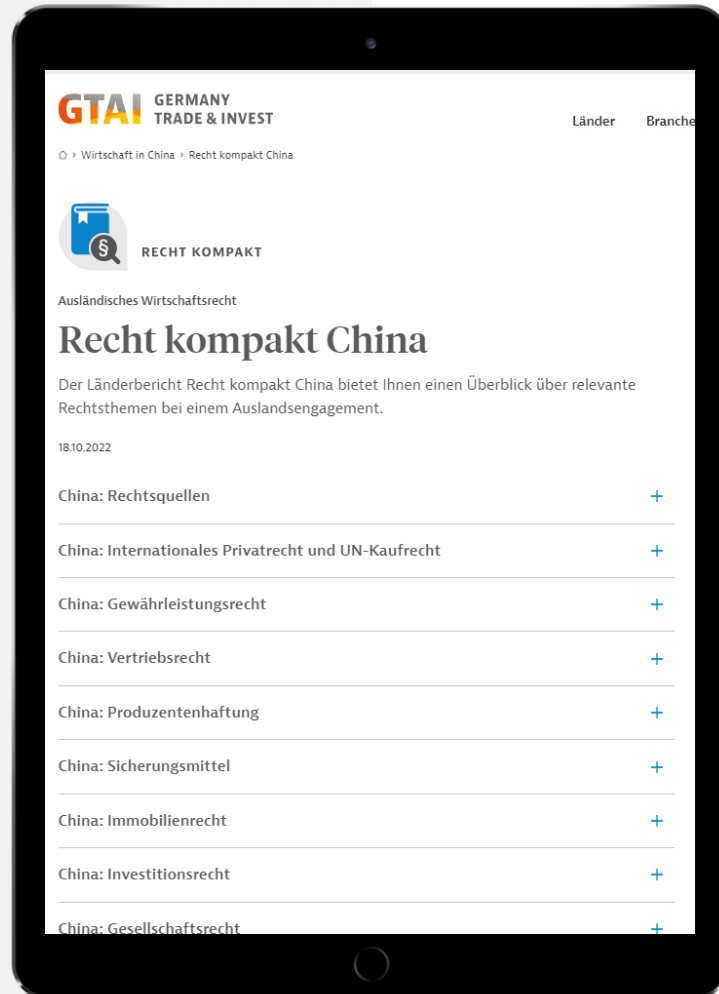 GTAI GERMANY
TRADE & INVEST
Länder Branche
> Wirtschaft in China > Recht kompakt China
§
RECHT KOMPAKT
Ausländisches Wirtschaftsrecht
Recht kompakt China
Der Länderbericht Recht kompakt China bietet Ihnen einen Überblick über relevante
Rechtsthemen bei einem Auslandsengagement.
18.10.2022
China: Rechtsquellen +
China: Internationales Privatrecht und UN-Kaufrecht +
China: Gewährleistungsrecht +
China: Vertriebsrecht +
China: Produzentenhaftung +
China: Sicherungsmittel +
China: Immobilienrecht +
China: Investitionsrecht +
China: Gesellschaftsrecht +